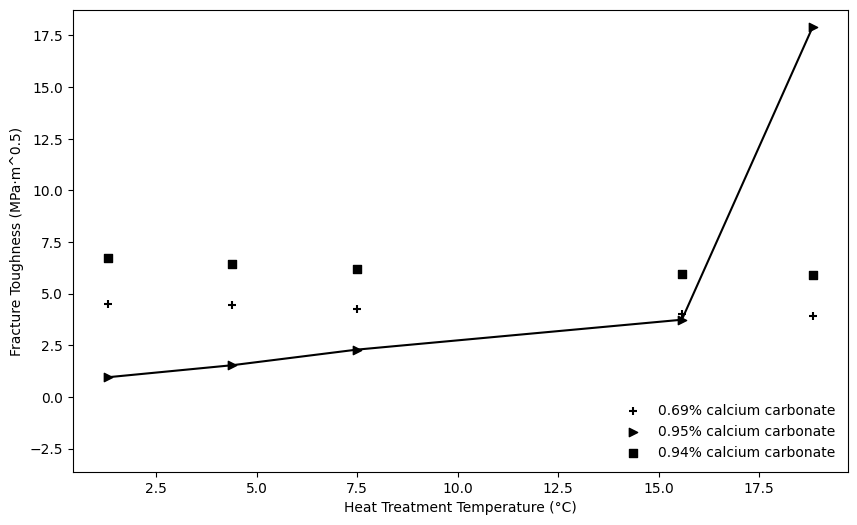 17.5
15.0
12.5
10.0
7.5
5.0
2.5
0.0
−2.5
Fracture Toughness (MPa·m^0.5)
0.69% calcium carbonate
0.95% calcium carbonate
0.94% calcium carbonate
2.5 5.0 7.5 10.0 12.5 15.0 17.5
Heat Treatment Temperature (°C)